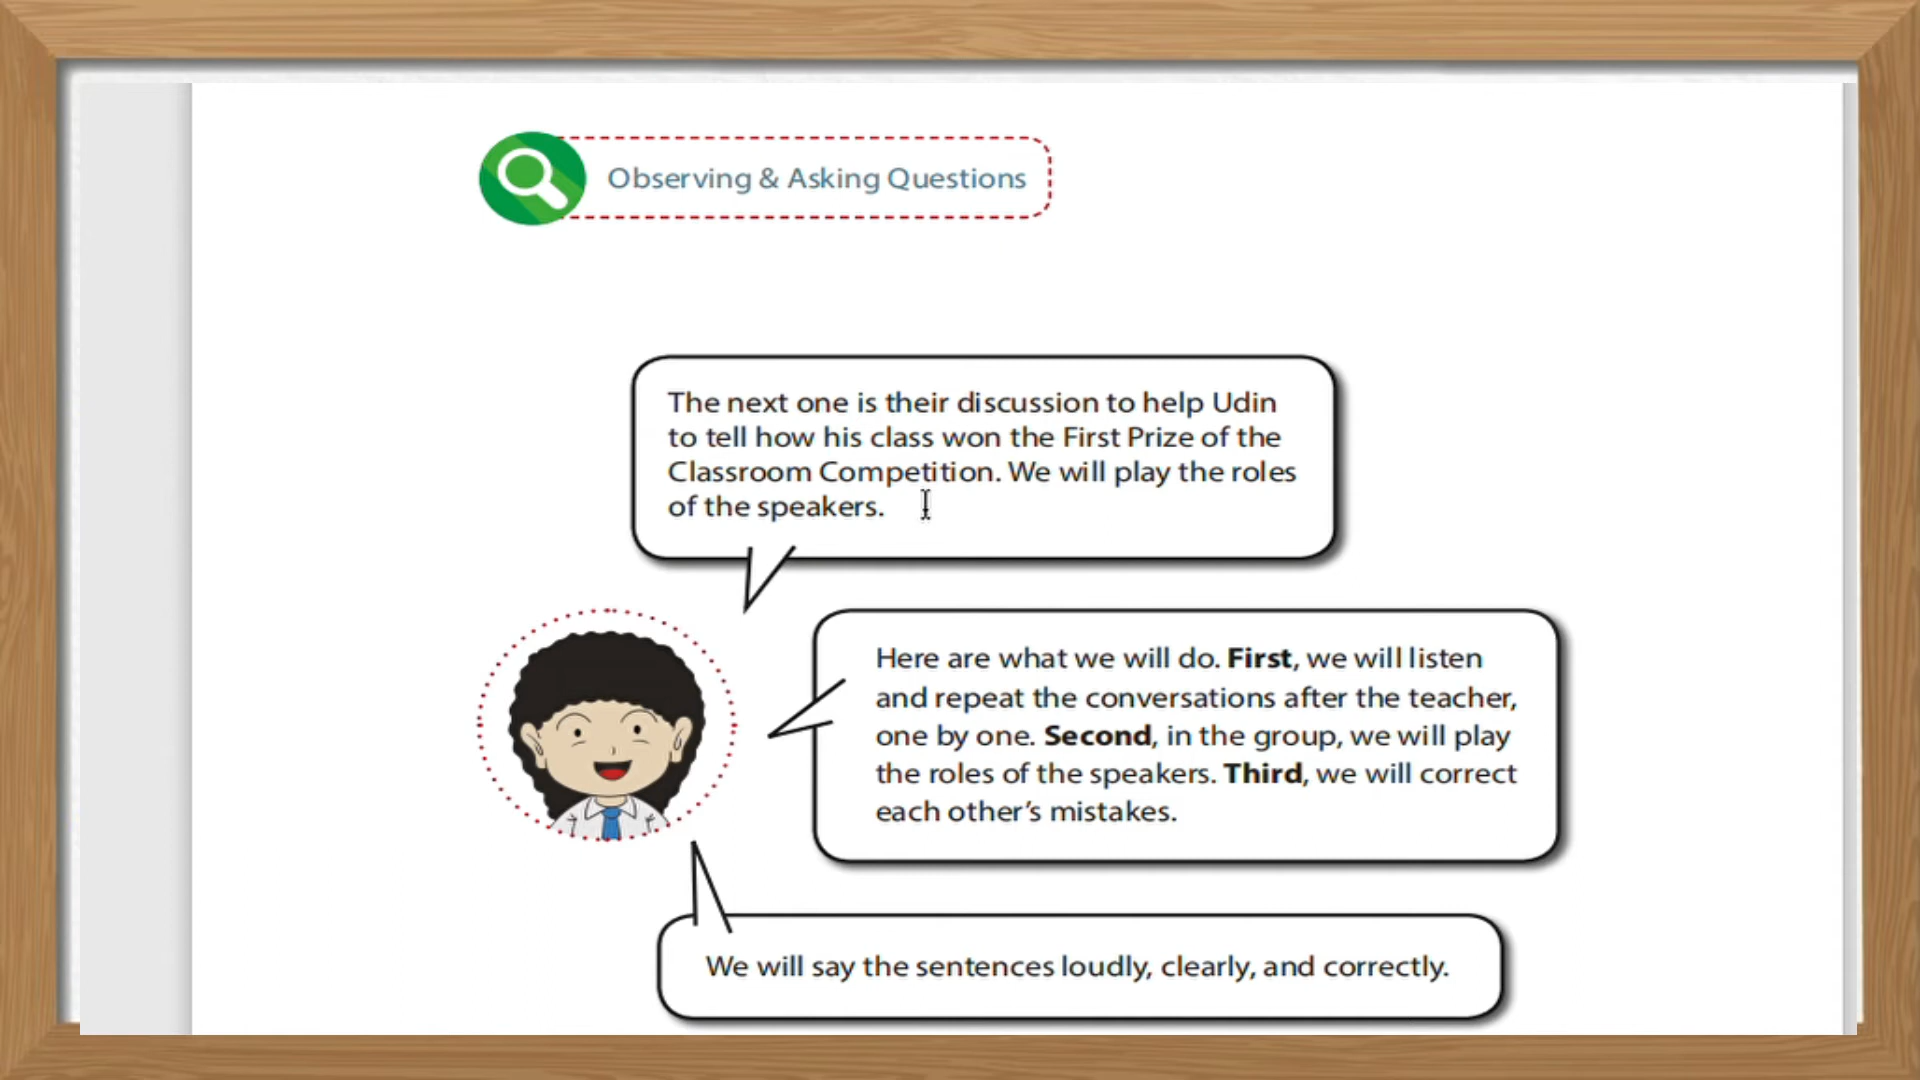 Observing & Asking Questions
The next one is their discussion to help Udin
to tell how his class won the First Prize of the
Classroom Competition. We will play the roles
of the speakers.
Here are what we will do. First, we will listen
and repeat the conversations after the teacher,
one by one. Second, in the group, we will play
the roles of the speakers. Third, we will correct
each other's mistakes.
We will say the sentences loudly, clearly, and correctly.